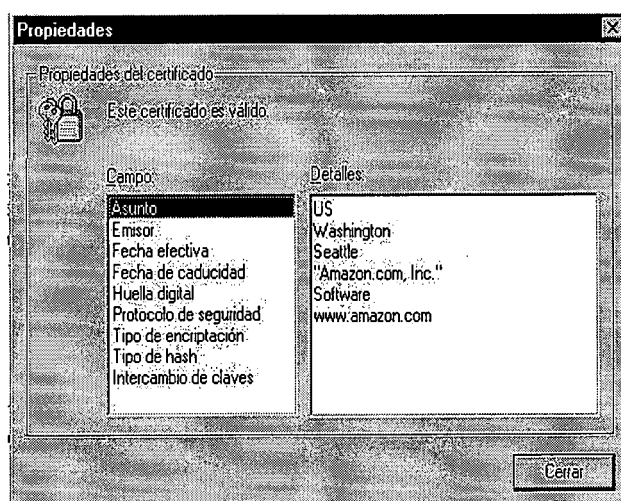 Propiedades
Propiedades del certificado
Este certificado es válido.
Campo:
Asunto
Emisor
Fecha efectiva
Fecha de caducidad
Huella digital
Protocolo de seguridad
Tipo de encriptación
Tipo de hash
Intercambio de claves
Detalles:
US
Washington
Seattle
"Amazon.com, Inc."
Software
www.amazon.com
Cerrar